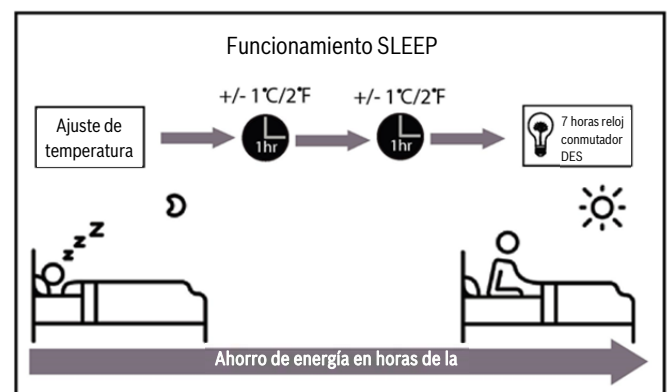 Funcionamiento SLEEP
+/- 1°C/2°F
+/- 1°C/2°F
Ajuste de
temperatura
1hr
1hr
7 horas reloj
conmutador
DES
z z z
Ahorro de energía en horas de la